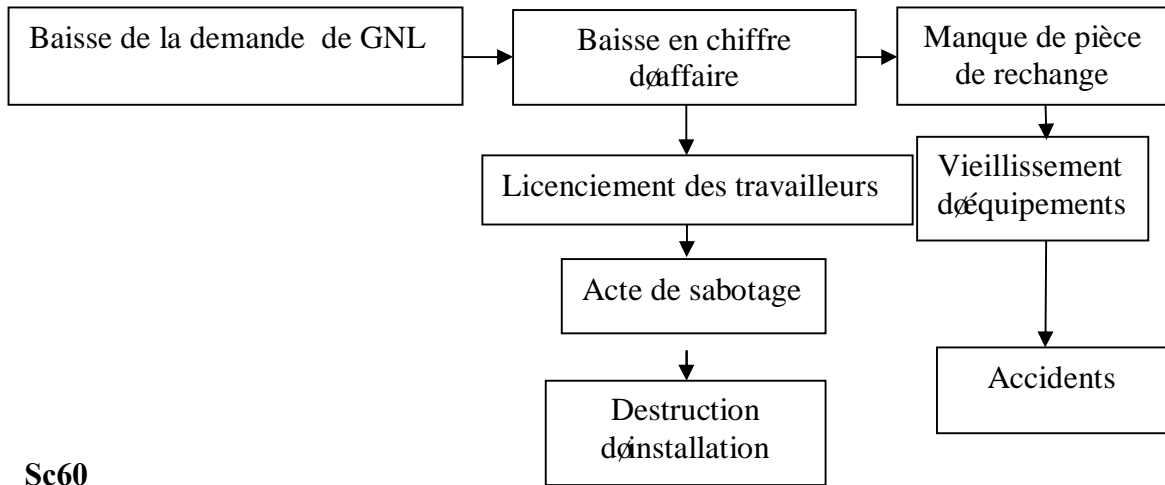 Baisse de la demande de GNL
Baisse en chiffre
døaffaire
Manque de pièce
de rechange
Licenciement des travailleurs
Vieillissement
døéquipements
Acte de sabotage
Accidents
Destruction
døinstallation
Sc60